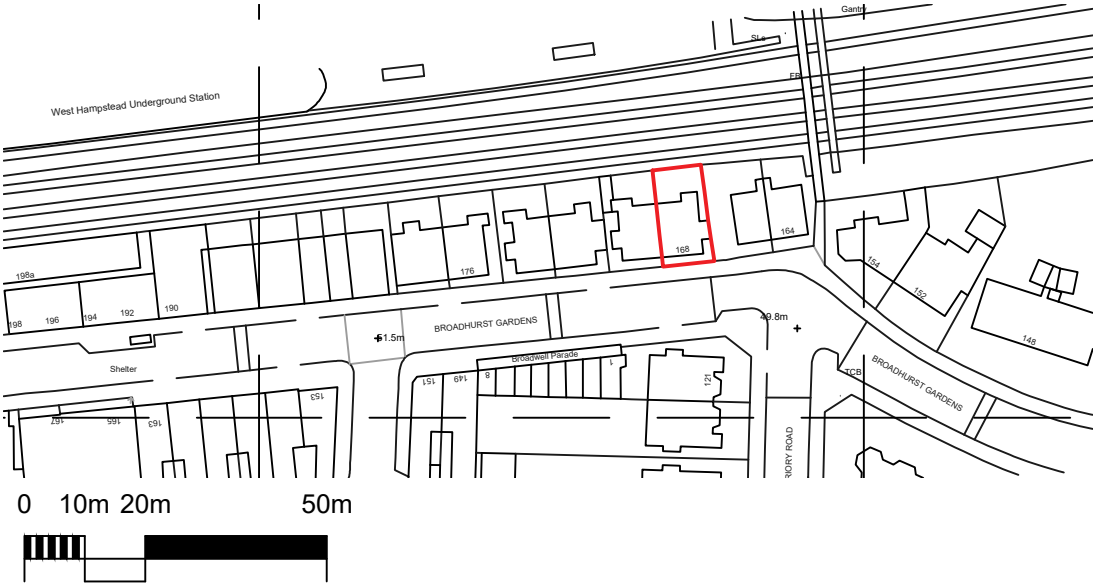 Gantry
SLs
FB
West Hampstead Underground Station
164
168
176
154
198a
152
190
192
194
196
198
148
BROADHURST GARDENS
49.8m
51.5m
Broadwell Parade
1
BROADHURST GARDENS
Shelter
TCB
121
8
149
151
153
163
165
167
RIORY ROAD
0 10m 20m 50m